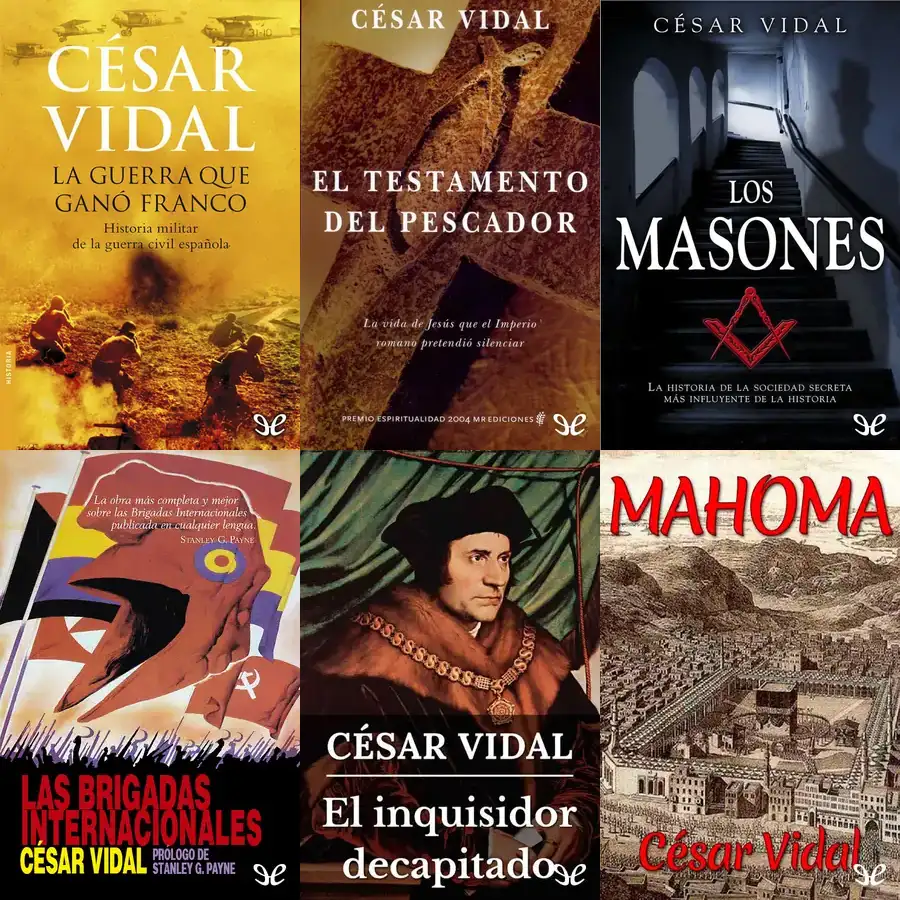 CÉSAR
VIDAL
LA GUERRA QUE
GANÓ FRANCO
Historia militar
de la guerra civil española
HISTORIA
CÉSAR VIDAL
EL TESTAMENTO
DEL PESCADOR
La vida de Jesús que el Imperio
romano pretendió silenciar
PREMIO ESPIRITUALIDAD 2004 MR EDICIONES
CÉSAR VIDAL
LOS
MASONES
LA HISTORIA DE LA SOCIEDAD SECRETA
MÁS INFLUYENTE DE LA HISTORIA
La obra más completa y mejor
sobre las Brigadas Internacionales
publicada en cualquier lengua.
STANLEY G. PAYNE
LAS BRIGADAS
INTERNACIONALES
CÉSAR VIDAL PRÓLOGO DE
STANLEY G. PAYNE
CÉSAR VIDAL
El inquisidor
decapitado
MAHOMA
César Vidal